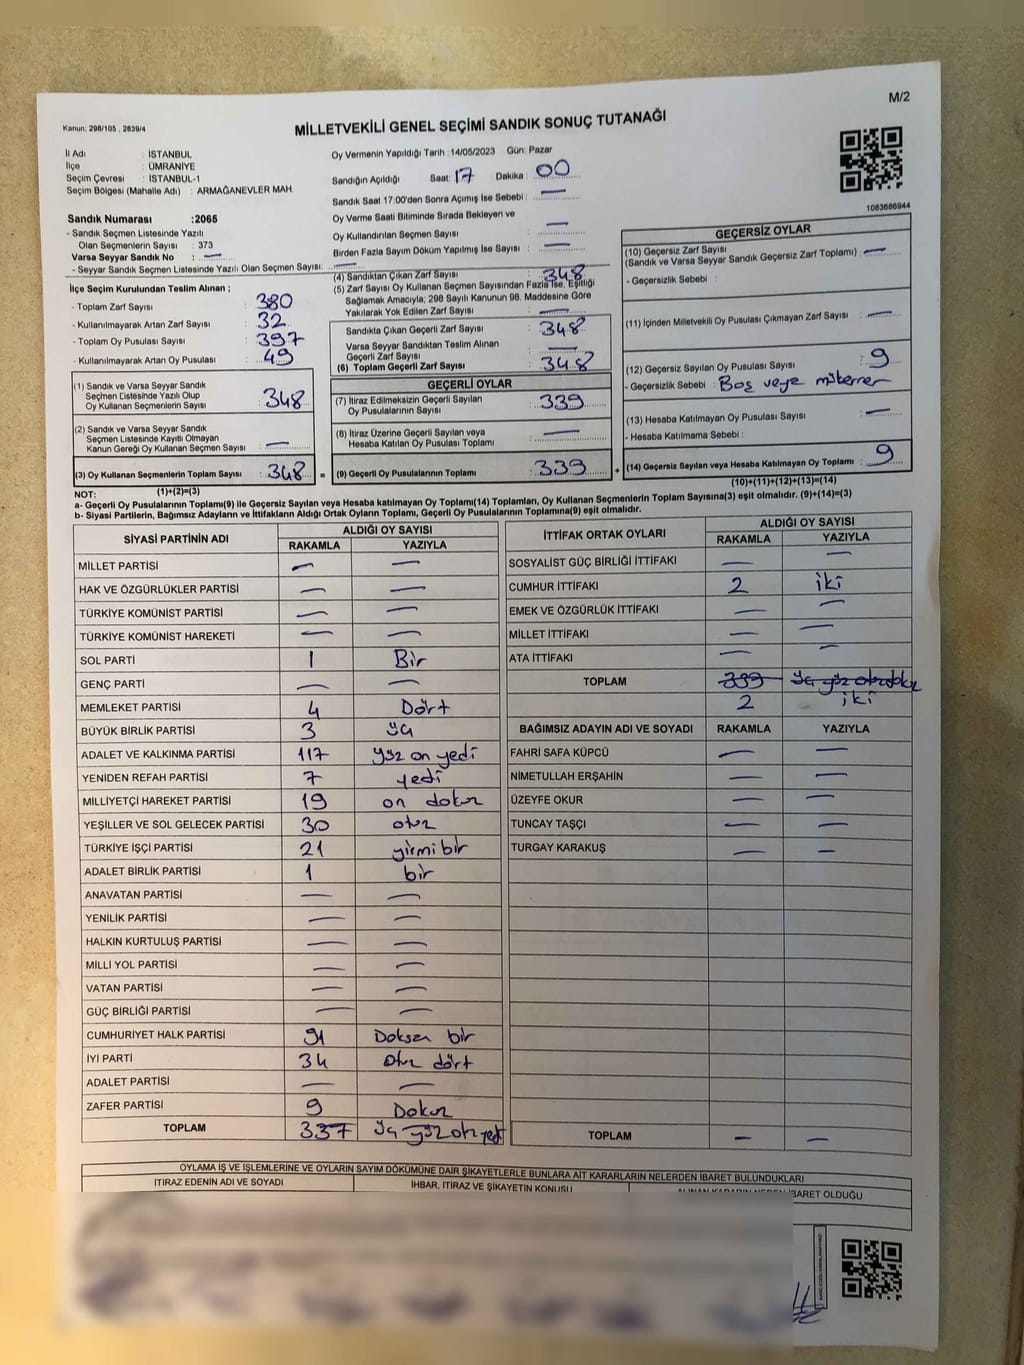 M/2
Kanun; 298/105 , 2839/4
MİLLETVEKİLİ GENEL SEÇİMİ SANDIK SONUÇ TUTANAĞI
İl Adı : İSTANBUL
İlçe : ÜMRANİYE
Seçim Çevresi : İSTANBUL-1
Seçim Bölgesi (Mahalle Adı) : ARMAĞANEVLER MAH.
Oy Vermenin Yapıldığı Tarih :14/05/2023 Gün: Pazar
Sandığın Açıldığı Saat: 17 Dakika : 00
Sandık Saat 17:00'den Sonra Açımış İse Sebebi : —
Oy Verme Saati Bitiminde Sırada Bekleyen ve
Oy Kullandırılan Seçmen Sayısı : —
Birden Fazla Sayım Döküm Yapılmış İse Sayısı : —
1083686944
Sandık Numarası :2065
- Sandık Seçmen Listesinde Yazılı
Olan Seçmenlerin Sayısı : 373
Varsa Seyyar Sandık No : —
- Seyyar Sandık Seçmen Listesinde Yazılı Olan Seçmen Sayısı: —
İlçe Seçim Kurulundan Teslim Alınan ;
- Toplam Zarf Sayısı : 380
- Kullanılmayarak Artan Zarf Sayısı : 32
- Toplam Oy Pusulası Sayısı : 397
- Kullanılmayarak Artan Oy Pusulası : 49
(1) Sandık ve Varsa Seyyar Sandık
Seçmen Listesinde Yazılı Olup
Oy Kullanan Seçmenlerin Sayısı : 348
(2) Sandık ve Varsa Seyyar Sandık
Seçmen Listesinde Kayıtlı Olmayan
Kanun Gereği Oy Kullanan Seçmen Sayısı : —
(3) Oy Kullanan Seçmenlerin Toplam Sayısı : 348 =
(1)+(2)=(3)
(4) Sandıktan Çıkan Zarf Sayısı : 348
(5) Zarf Sayısı Oy Kullanan Seçmen Sayısından Fazla İse, Eşitliği
Sağlamak Amacıyla; 298 Sayılı Kanunun 98. Maddesine Göre
Yakılarak Yok Edilen Zarf Sayısı : —
Sandıkta Çıkan Geçerli Zarf Sayısı : 348
Varsa Seyyar Sandıktan Teslim Alınan
Geçerli Zarf Sayısı : —
(6) Toplam Geçerli Zarf Sayısı : 348
GEÇERLİ OYLAR
(7) İtiraz Edilmeksizin Geçerli Sayılan
Oy Pusulalarının Sayısı : 339
(8) İtiraz Üzerine Geçerli Sayılan veya
Hesaba Katılan Oy Pusulası Toplamı : —
(9) Geçerli Oy Pusulalarının Toplamı : 339 +
GEÇERSİZ OYLAR
(10) Geçersiz Zarf Sayısı
(Sandık ve Varsa Seyyar Sandık Geçersiz Zarf Toplamı) : —
- Geçersizlik Sebebi :
(11) İçinden Milletvekili Oy Pusulası Çıkmayan Zarf Sayısı : —
(12) Geçersiz Sayılan Oy Pusulası Sayısı : 9
- Geçersizlik Sebebi : Boş veya mükerrer
(13) Hesaba Katılmayan Oy Pusulası Sayısı : —
- Hesaba Katılmama Sebebi :
(14) Geçersiz Sayılan veya Hesaba Katılmayan Oy Toplamı : 9
(10)+(11)+(12)+(13)=(14)
NOT:
a- Geçerli Oy Pusulalarının Toplamı(9) ile Geçersiz Sayılan veya Hesaba katılmayan Oy Toplamı(14) Toplamları, Oy Kullanan Seçmenlerin Toplam Sayısına(3) eşit olmalıdır. (9)+(14)=(3)
b- Siyasi Partilerin, Bağımsız Adayların ve İttifakların Aldığı Ortak Oyların Toplamı, Geçerli Oy Pusulalarının Toplamına(9) eşit olmalıdır.
SİYASİ PARTİNİN ADI ALDIĞI OY SAYISI
RAKAMLA YAZIYLA
MİLLET PARTİSİ — —
HAK VE ÖZGÜRLÜKLER PARTİSİ — —
TÜRKİYE KOMÜNİST PARTİSİ — —
TÜRKİYE KOMÜNİST HAREKETİ — —
SOL PARTİ 1 Bir
GENÇ PARTİ — —
MEMLEKET PARTİSİ 4 Dört
BÜYÜK BİRLİK PARTİSİ 3 üç
ADALET VE KALKINMA PARTİSİ 117 yüz on yedi
YENİDEN REFAH PARTİSİ 7 yedi
MİLLİYETÇİ HAREKET PARTİSİ 19 on dokuz
YEŞİLLER VE SOL GELECEK PARTİSİ 30 otuz
TÜRKİYE İŞÇİ PARTİSİ 21 yirmi bir
ADALET BİRLİK PARTİSİ 1 bir
ANAVATAN PARTİSİ — —
YENİLİK PARTİSİ — —
HALKIN KURTULUŞ PARTİSİ — —
MİLLİ YOL PARTİSİ — —
VATAN PARTİSİ — —
GÜÇ BİRLİĞİ PARTİSİ — —
CUMHURİYET HALK PARTİSİ 91 Doksan bir
İYİ PARTİ 34 otuz dört
ADALET PARTİSİ — —
ZAFER PARTİSİ 9 Dokuz
TOPLAM 337 üç yüz otuz yedi
İTTİFAK ORTAK OYLARI ALDIĞI OY SAYISI
RAKAMLA YAZIYLA
SOSYALİST GÜÇ BİRLİĞİ İTTİFAKI — —
CUMHUR İTTİFAKI 2 iki
EMEK VE ÖZGÜRLÜK İTTİFAKI — —
MİLLET İTTİFAKI — —
ATA İTTİFAKI — —
TOPLAM 339 üç yüz otuz dokuz
2 iki
BAĞIMSIZ ADAYIN ADI VE SOYADI RAKAMLA YAZIYLA
FAHRİ SAFA KÜPCÜ — —
NİMETULLAH ERŞAHİN — —
ÜZEYFE OKUR — —
TUNCAY TAŞÇI — —
TURGAY KARAKUŞ — —
TOPLAM — —
OYLAMA İŞ VE İŞLEMLERİNE VE OYLARIN SAYIM DÖKÜMÜNE DAİR ŞİKAYETLERLE BUNLARA AİT KARARLARIN NELERDEN İBARET BULUNDUKLARI
İTİRAZ EDENİN ADI VE SOYADI İHBAR, İTİRAZ VE ŞİKAYETİN KONUSU ALINAN KARARIN NEDEN İBARET OLDUĞU